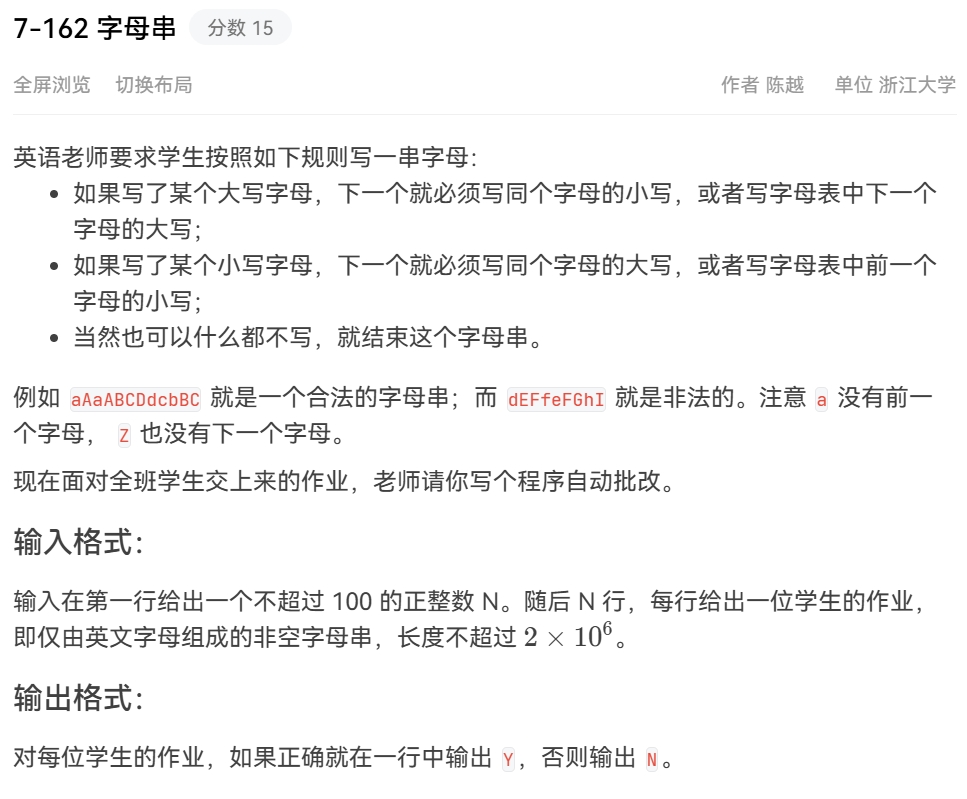 7-162 字母串 分数 15
全屏浏览 切换布局 作者 陈越 单位 浙江大学
英语老师要求学生按照如下规则写一串字母：
• 如果写了某个大写字母，下一个就必须写同个字母的小写，或者写字母表中下一个
字母的大写；
• 如果写了某个小写字母，下一个就必须写同个字母的大写，或者写字母表中前一个
字母的小写；
• 当然也可以什么都不写，就结束这个字母串。
例如 aAaABCDdcbBC 就是一个合法的字母串；而 dEFfeFGhI 就是非法的。注意 a 没有前一
个字母， Z 也没有下一个字母。
现在面对全班学生交上来的作业，老师请你写个程序自动批改。
输入格式：
输入在第一行给出一个不超过 100 的正整数 N。随后 N 行，每行给出一位学生的作业，
即仅由英文字母组成的非空字母串，长度不超过 2 × 10⁶。
输出格式：
对每位学生的作业，如果正确就在一行中输出 Y，否则输出 N。